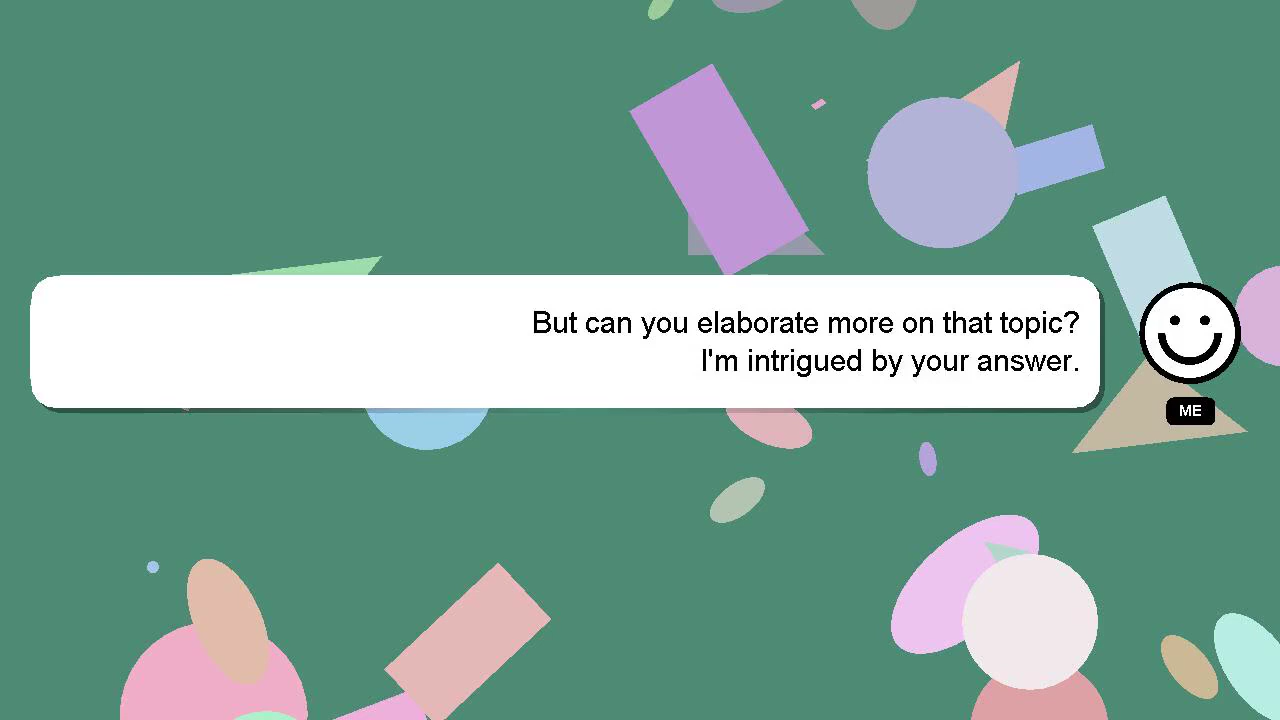 But can you elaborate more on that topic?
I'm intrigued by your answer.
ME